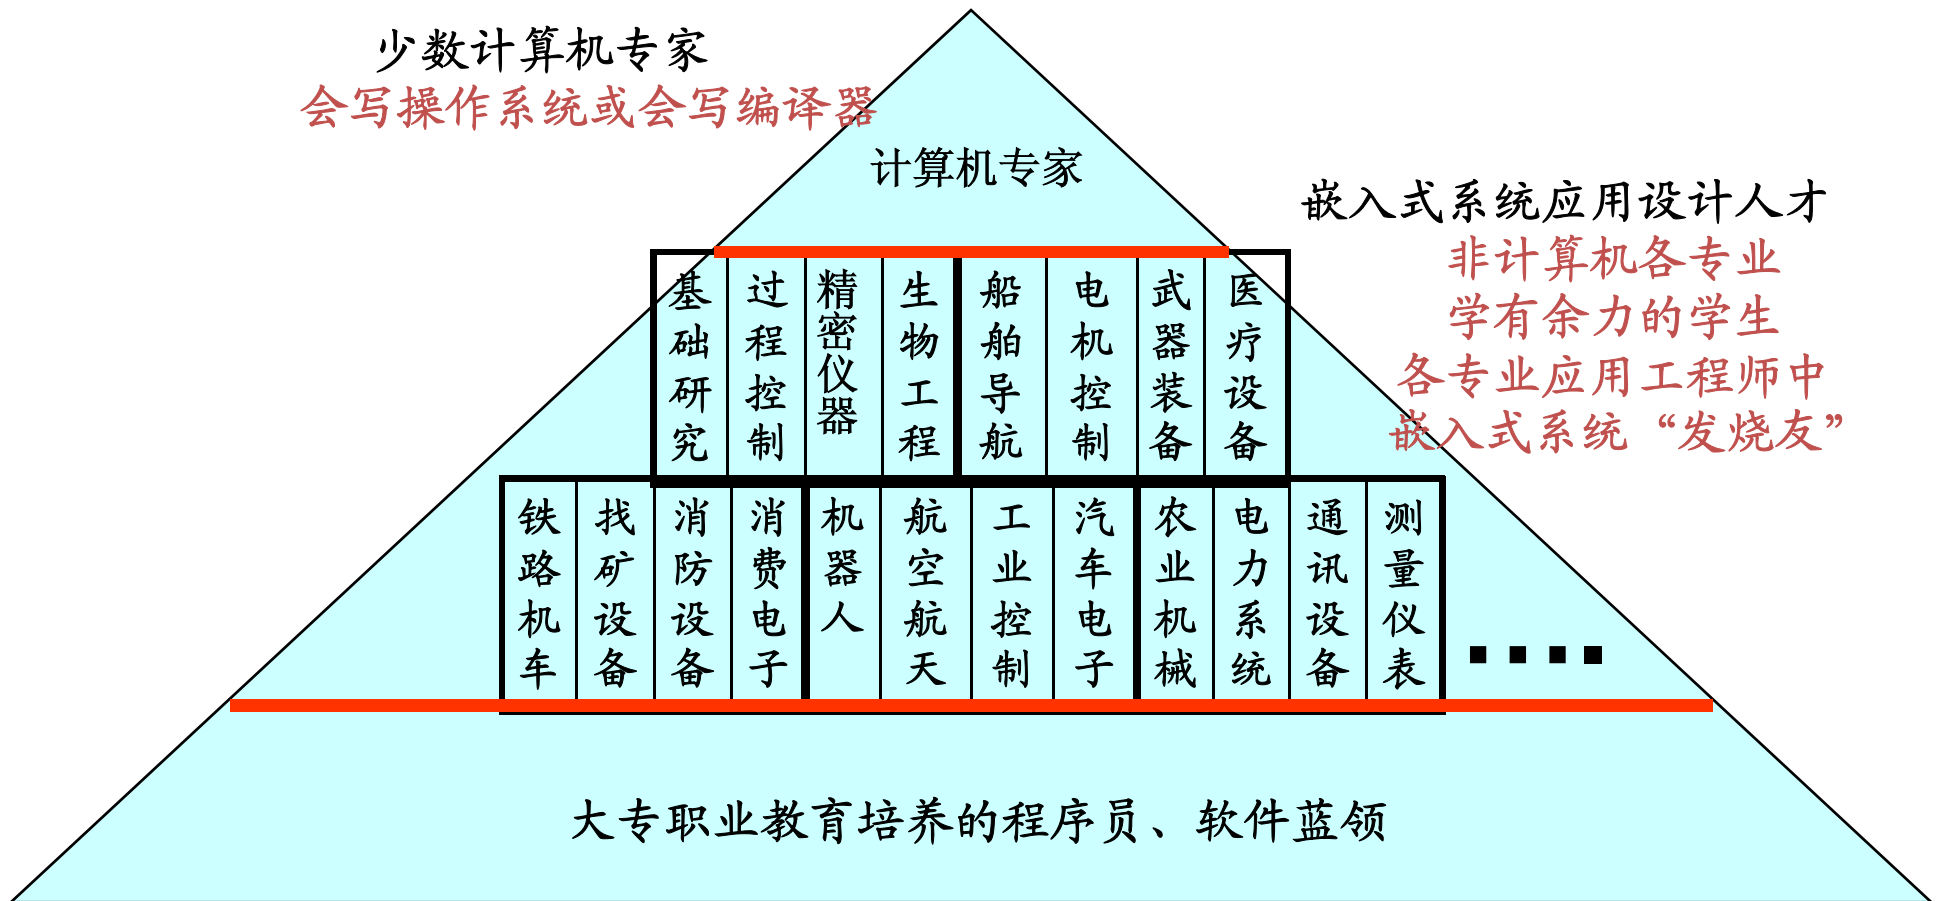 少数计算机专家
会写操作系统或会写编译器
计算机专家
嵌入式系统应用设计人才
非计算机各专业
学有余力的学生
各专业应用工程师中
嵌入式系统“发烧友”
基础研究
过程控制
精密仪器
生物工程
船舶导航
电机控制
武器装备
医疗设备
铁路机车
找矿设备
消防设备
消费电子
机器人
航空航天
工业控制
汽车电子
农业机械
电力系统
通讯设备
测量仪表
....
大专职业教育培养的程序员、软件蓝领